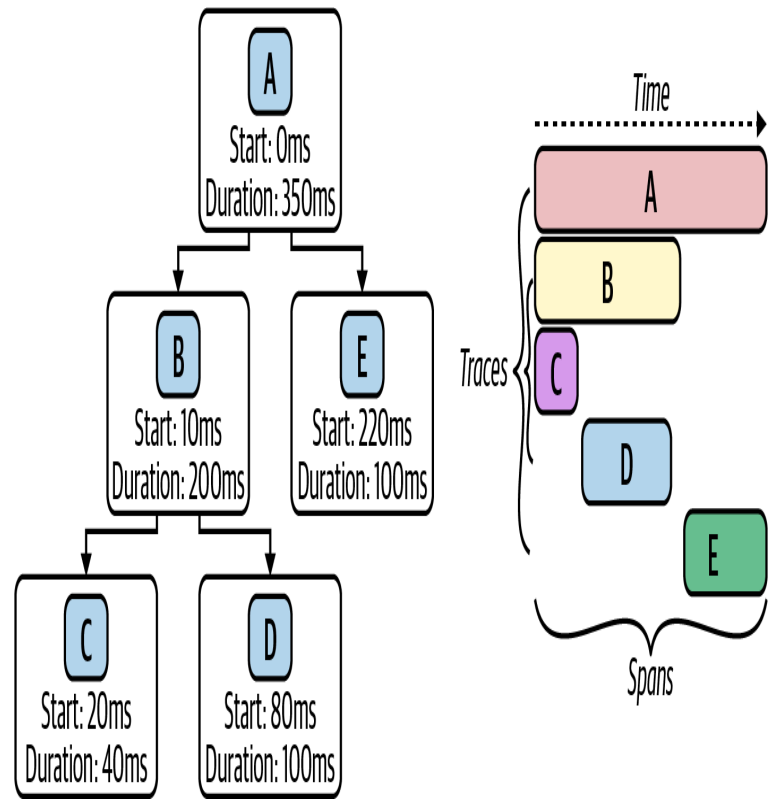 A
Start: 0ms
Duration: 350ms
B
Start: 10ms
Duration: 200ms
E
Start: 220ms
Duration: 100ms
C
Start: 20ms
Duration: 40ms
D
Start: 80ms
Duration: 100ms
Time
A
B
Traces
C
D
E
Spans